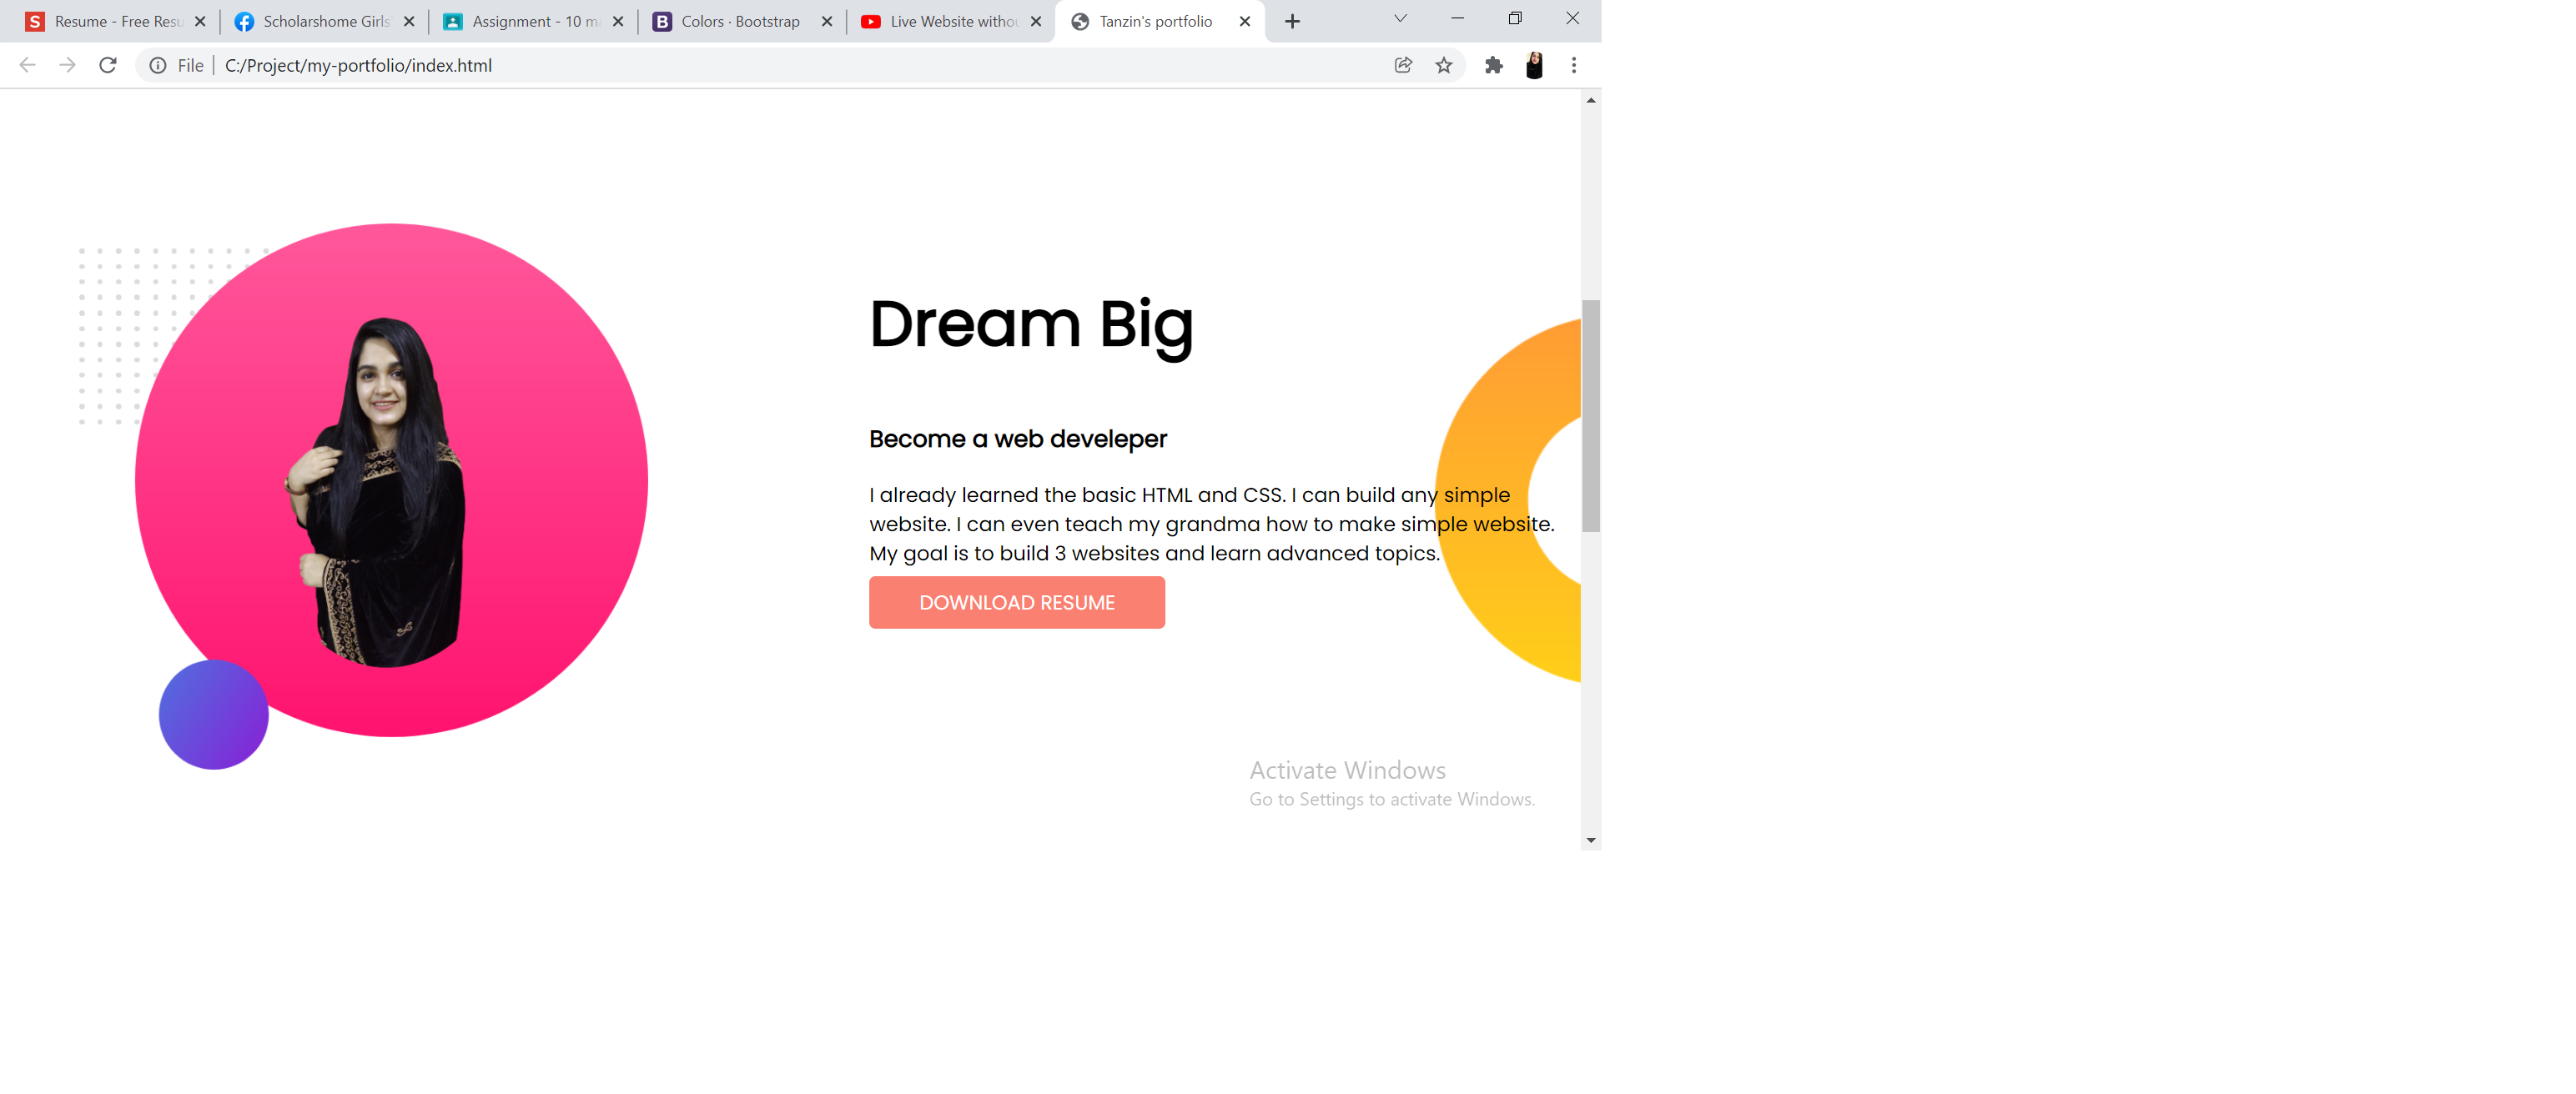 Resume - Free Resu
Scholarshome Girls'
Assignment - 10 ma
Colors · Bootstrap
Live Website withou
Tanzin's portfolio
File
C:/Project/my-portfolio/index.html
Dream Big
Become a web develeper
I already learned the basic HTML and CSS. I can build any simple
website. I can even teach my grandma how to make simple website.
My goal is to build 3 websites and learn advanced topics.
DOWNLOAD RESUME
Activate Windows
Go to Settings to activate Windows.